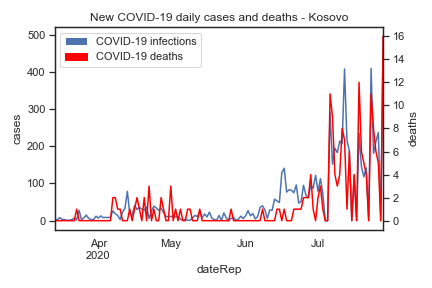 New COVID-19 daily cases and deaths - Kosovo
COVID-19 infections
COVID-19 deaths
500
400
300
200
100
0
cases
16
14
12
10
8
6
4
2
0
deaths
Apr
2020
May
Jun
Jul
dateRep